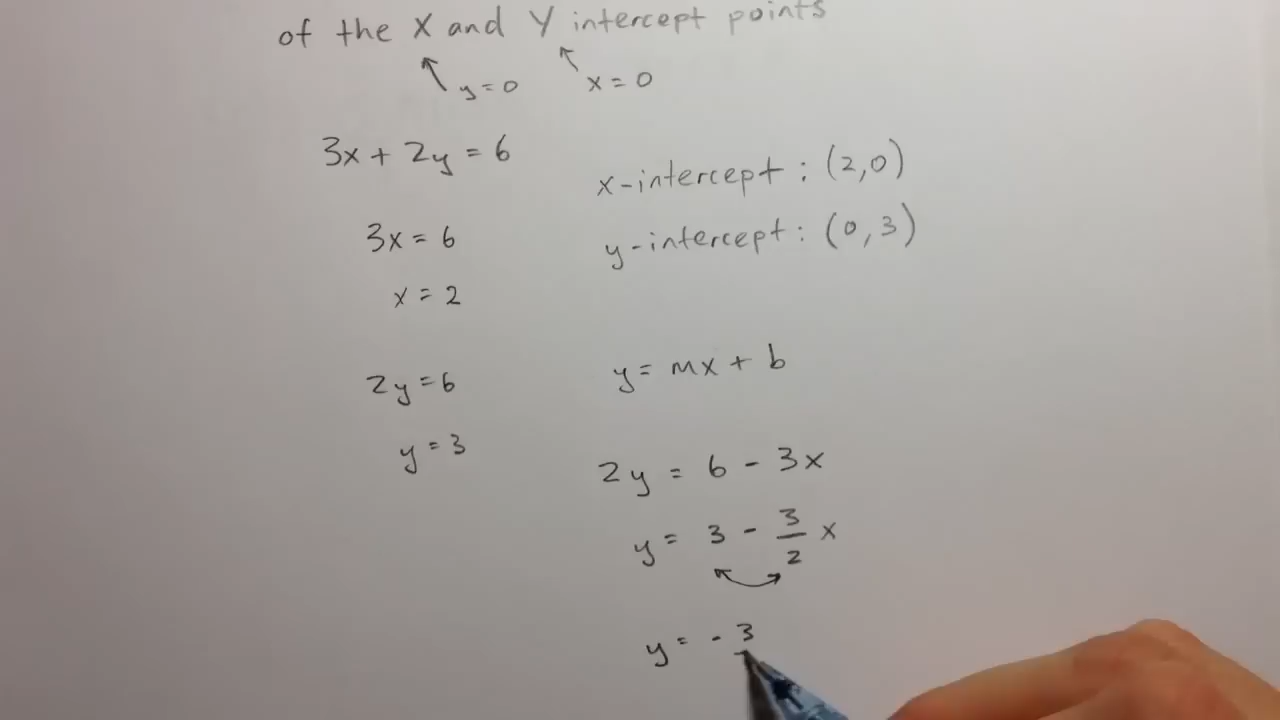 of the X and Y intercept points
y=0 x=0
3x + 2y = 6
x-intercept : (2,0)
y-intercept : (0,3)
3x = 6
x = 2
2y = 6
y = 3
y = mx + b
2y = 6 - 3x
y = 3 - 3/2 x
y = - 3